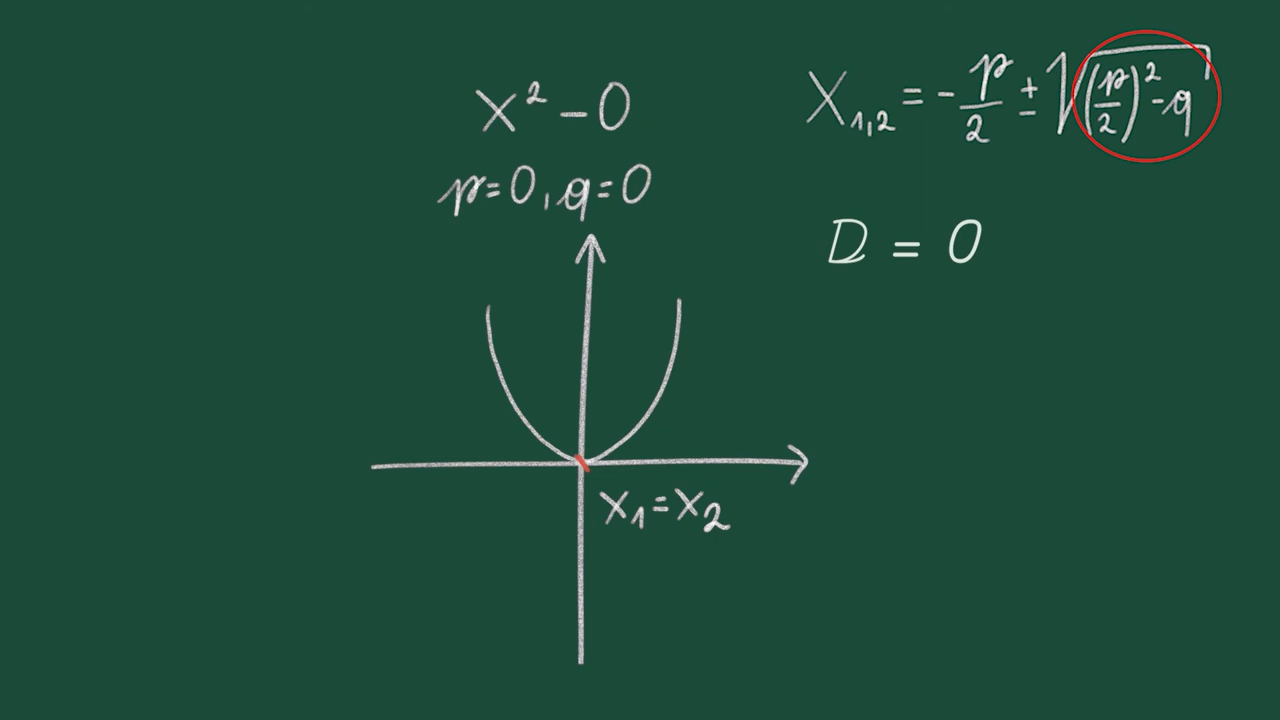 x² – 0
p=0, q=0
x₁=x₂
X₁,₂ = - p/2 ± √((p/2)² - q)
D = 0